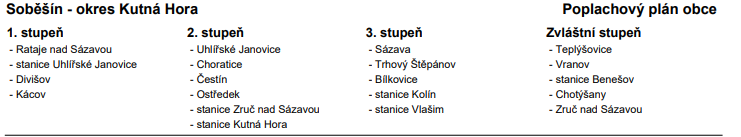 Soběšín - okres Kutná Hora
Poplachový plán obce
1. stupeň
- Rataje nad Sázavou
- stanice Uhlířské Janovice
- Divišov
- Kácov
2. stupeň
- Uhlířské Janovice
- Choratice
- Čestín
- Ostředek
- stanice Zruč nad Sázavou
- stanice Kutná Hora
3. stupeň
- Sázava
- Trhový Štěpánov
- Bílkovice
- stanice Kolín
- stanice Vlašim
Zvláštní stupeň
- Teplýšovice
- Vranov
- stanice Benešov
- Chotýšany
- Zruč nad Sázavou